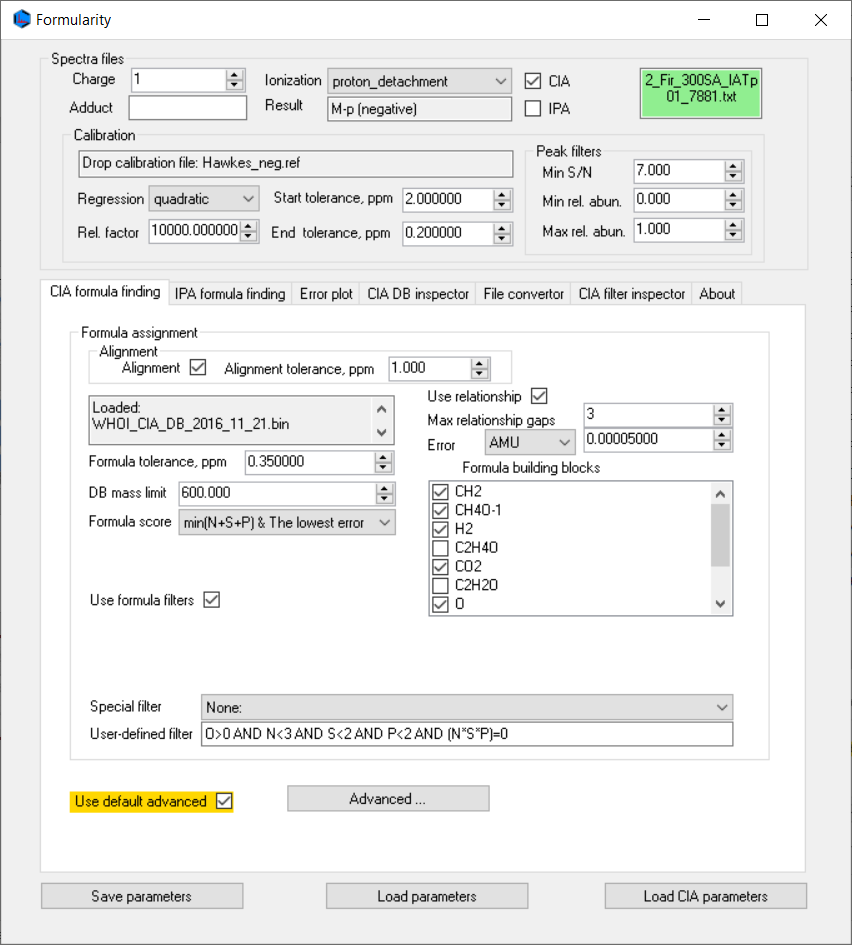 Formularity
Spectra files
Charge 1 Ionization proton_detachment CIA
Adduct Result M-p (negative) IPA
2_Fir_300SA_IATp
01_7881.txt
Calibration
Drop calibration file: Hawkes_neg.ref
Regression quadratic Start tolerance, ppm 2.000000
Rel. factor 10000.000000 End tolerance, ppm 0.200000
Peak filters
Min S/N 7.000
Min rel. abun. 0.000
Max rel. abun. 1.000
CIA formula finding IPA formula finding Error plot CIA DB inspector File convertor CIA filter inspector About
Formula assignment
Alignment
Alignment Alignment tolerance, ppm 1.000
Loaded:
WHOI_CIA_DB_2016_11_21.bin
Formula tolerance, ppm 0.350000
DB mass limit 600.000
Formula score min(N+S+P) & The lowest error
Use formula filters
Use relationship
Max relationship gaps 3
Error AMU 0.00005000
Formula building blocks
CH2
CH4O-1
H2
C2H4O
CO2
C2H2O
O
Special filter None:
User-defined filter O>0 AND N<3 AND S<2 AND P<2 AND (N*S*P)=0
Use default advanced Advanced ...
Save parameters Load parameters Load CIA parameters